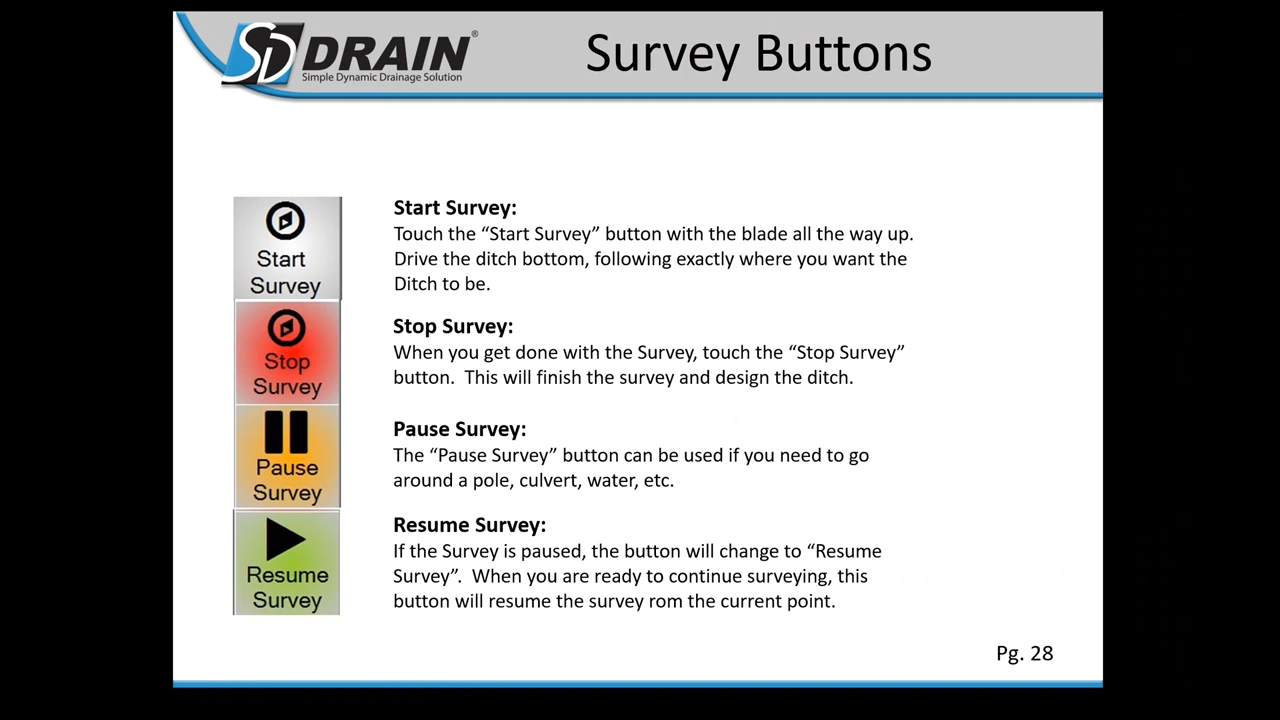 SD DRAIN®
Simple Dynamic Drainage Solution
Survey Buttons
Start
Survey
Start Survey:
Touch the “Start Survey” button with the blade all the way up.
Drive the ditch bottom, following exactly where you want the
Ditch to be.
Stop
Survey
Stop Survey:
When you get done with the Survey, touch the “Stop Survey”
button. This will finish the survey and design the ditch.
Pause
Survey
Pause Survey:
The “Pause Survey” button can be used if you need to go
around a pole, culvert, water, etc.
Resume
Survey
Resume Survey:
If the Survey is paused, the button will change to “Resume
Survey”. When you are ready to continue surveying, this
button will resume the survey rom the current point.
Pg. 28